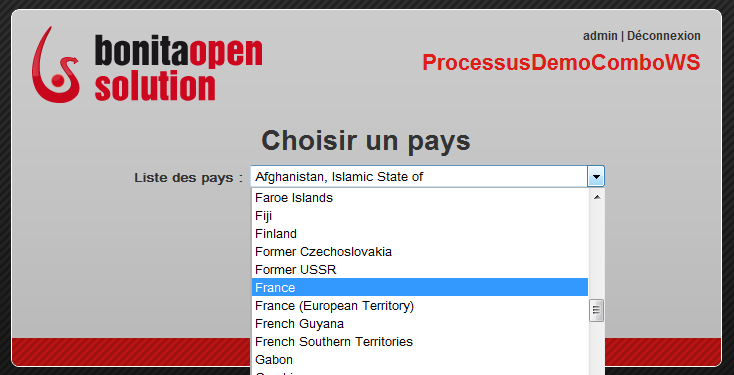 bonitaopen
solution
admin | Déconnexion
ProcessusDemoComboWS
Choisir un pays
Liste des pays : Afghanistan, Islamic State of
Faroe Islands
Fiji
Finland
Former Czechoslovakia
Former USSR
France
France (European Territory)
French Guyana
French Southern Territories
Gabon